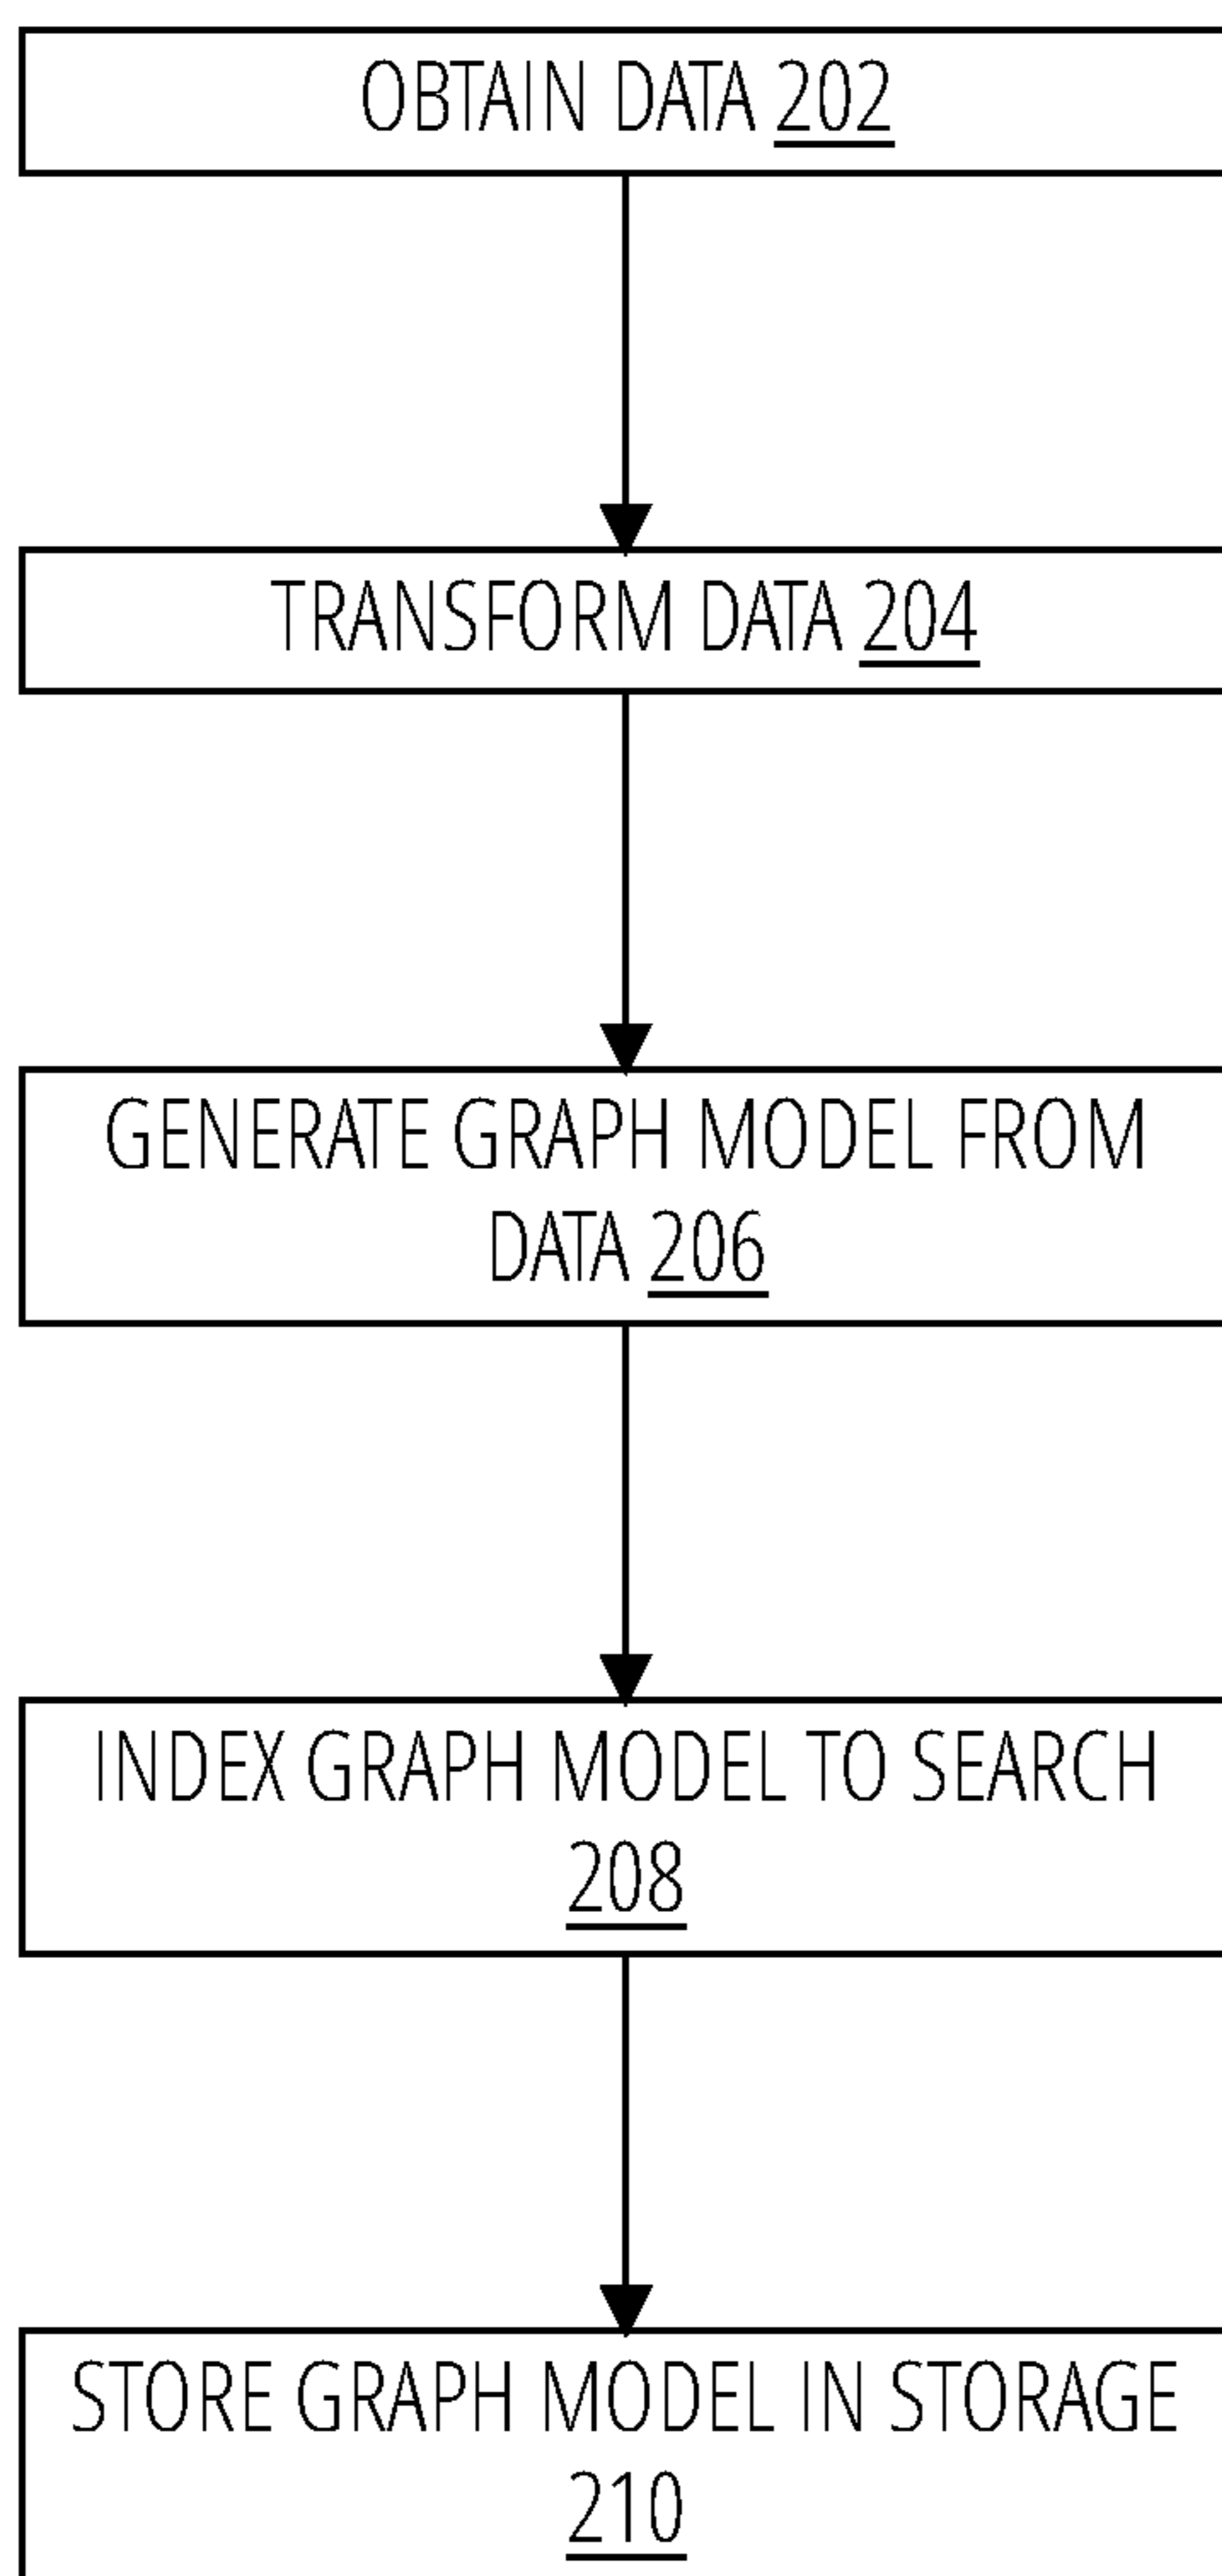 OBTAIN DATA 202
TRANSFORM DATA 204
GENERATE GRAPH MODEL FROM
DATA 206
INDEX GRAPH MODEL TO SEARCH
208
STORE GRAPH MODEL IN STORAGE
210